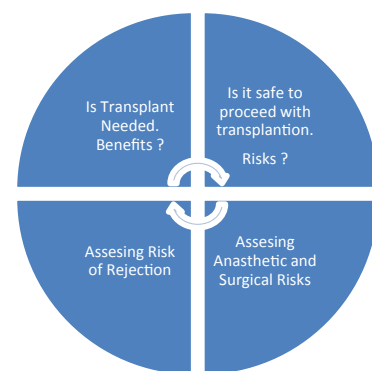 Is Transplant
Needed.
Benefits ?
Is it safe to
proceed with
transplantion.
Risks ?
Assesing Risk
of Rejection
Assesing
Anasthetic and
Surgical Risks